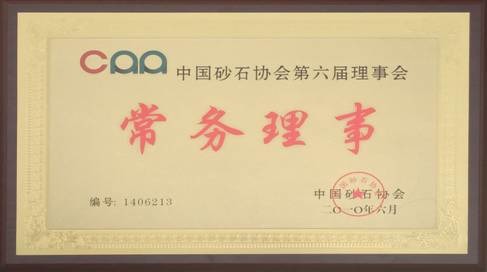 CAA 中国砂石协会第六届理事会
常务理事
中国砂石协会
编号: 1406213
二〇一〇年六月